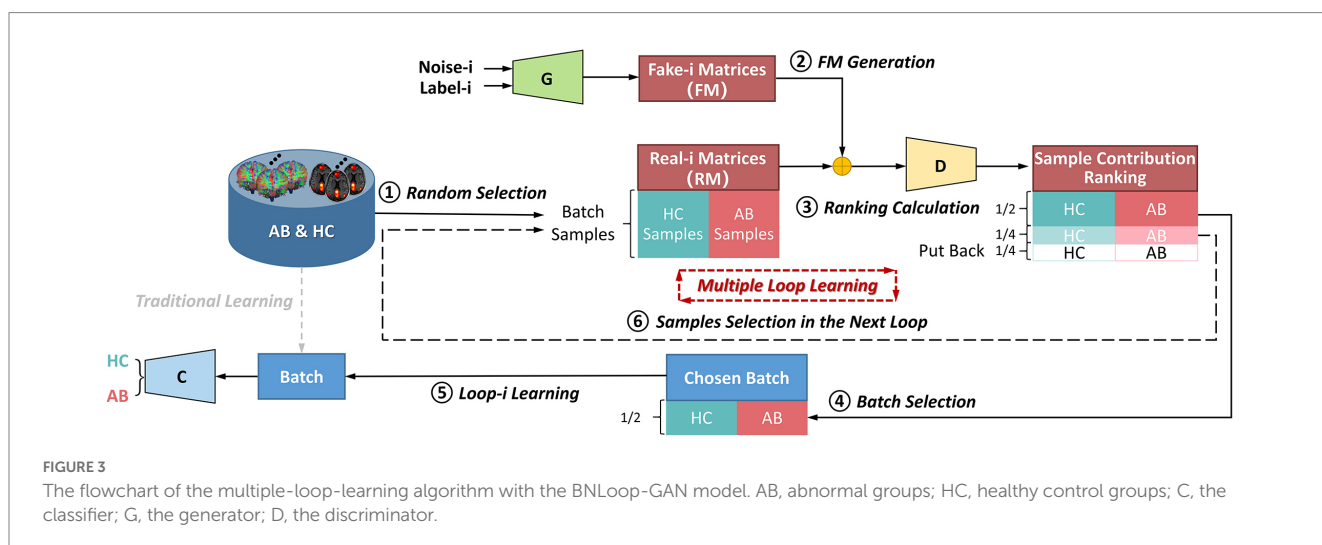 Noise-i
Label-i
G
Fake-i Matrices
(FM)
② FM Generation
AB & HC
① Random Selection
Batch
Samples
Real-i Matrices
(RM)
HC
Samples
AB
Samples
D
③ Ranking Calculation
Sample Contribution
Ranking
1/2
HC
AB
1/4
HC
AB
Put Back
1/4
HC
AB
Multiple Loop Learning
Traditional Learning
⑥ Samples Selection in the Next Loop
HC
AB
C
Batch
⑤ Loop-i Learning
Chosen Batch
1/2
HC
AB
④ Batch Selection
FIGURE 3
The flowchart of the multiple-loop-learning algorithm with the BNLoop-GAN model. AB, abnormal groups; HC, healthy control groups; C, the
classifier; G, the generator; D, the discriminator.